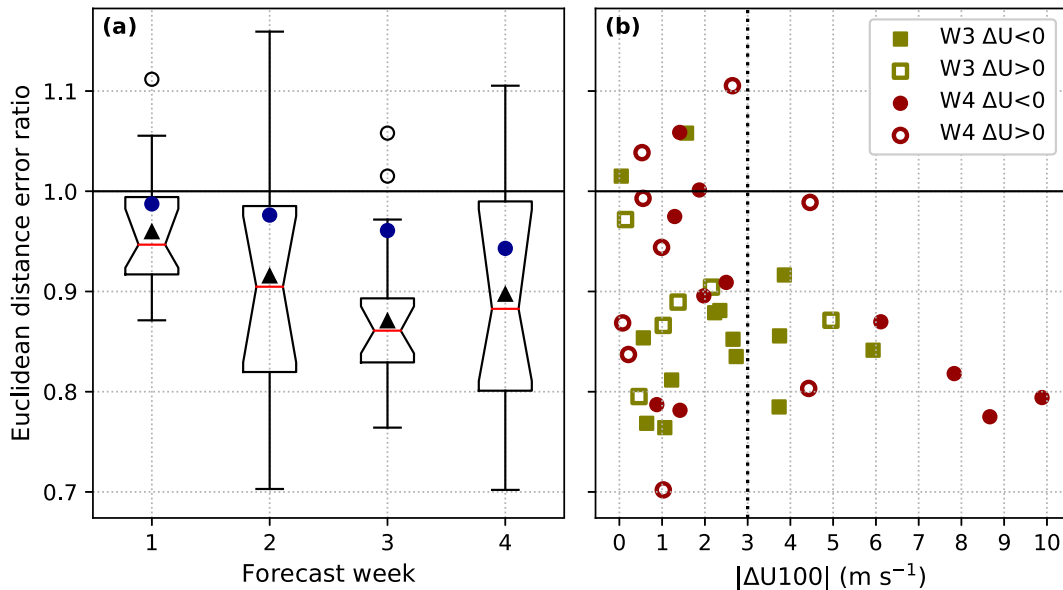 (a)
(b)
Euclidean distance error ratio
1.1
1.0
0.9
0.8
0.7
1 2 3 4
Forecast week
W3 ΔU<0
W3 ΔU>0
W4 ΔU<0
W4 ΔU>0
0 1 2 3 4 5 6 7 8 9 10
|ΔU100| (m s⁻¹)